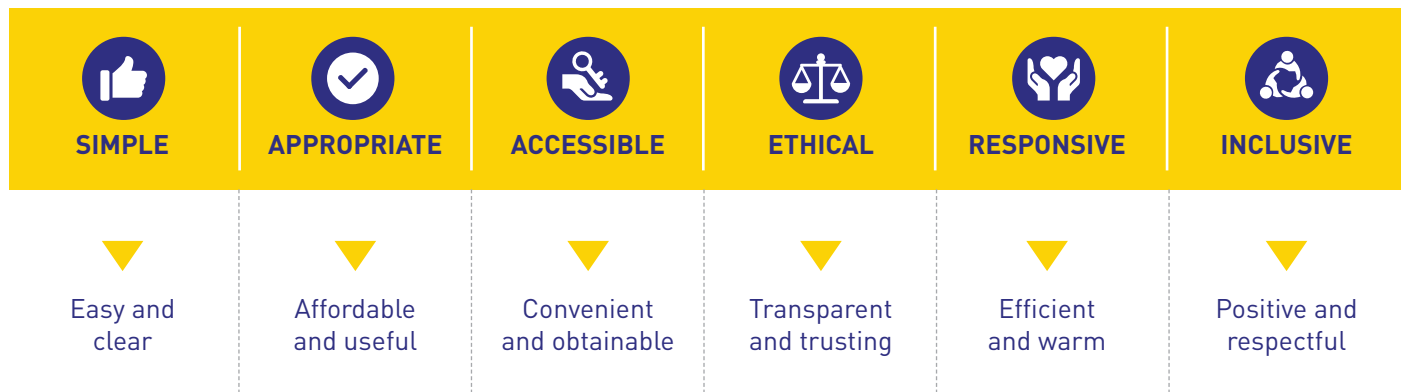 SIMPLE
APPROPRIATE
ACCESSIBLE
ETHICAL
RESPONSIVE
INCLUSIVE
Easy and
clear
Affordable
and useful
Convenient
and obtainable
Transparent
and trusting
Efficient
and warm
Positive and
respectful